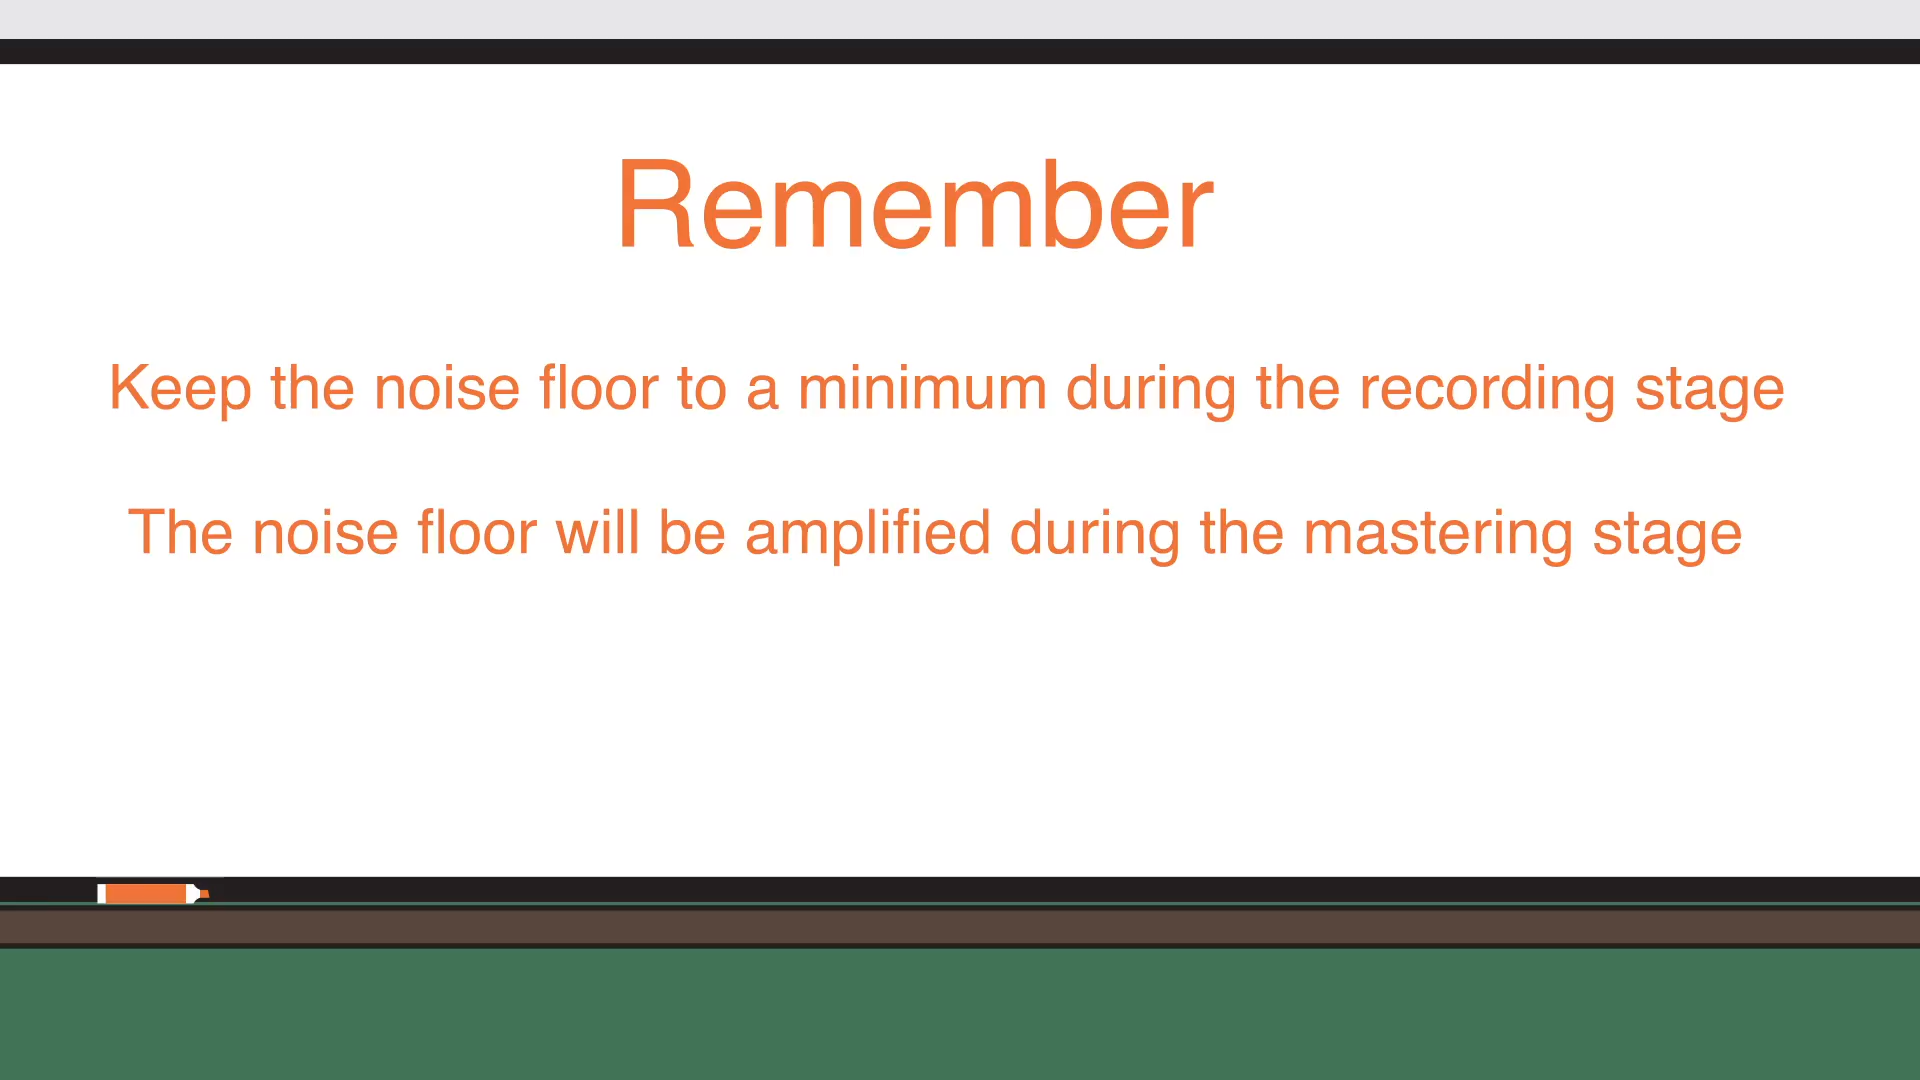 Remember
Keep the noise floor to a minimum during the recording stage
The noise floor will be amplified during the mastering stage